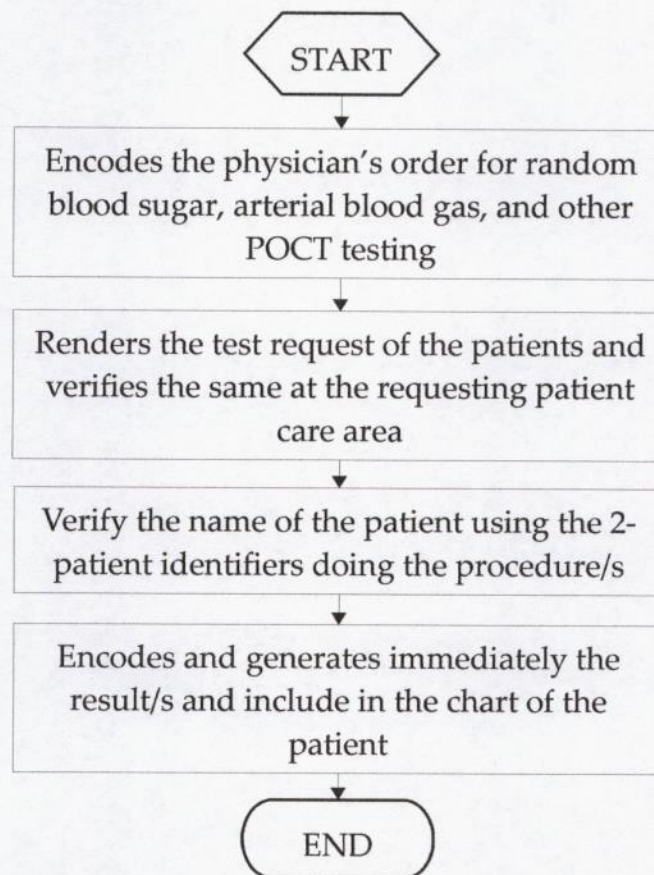 START
Encodes the physician's order for random
blood sugar, arterial blood gas, and other
POCT testing
Renders the test request of the patients and
verifies the same at the requesting patient
care area
Verify the name of the patient using the 2-
patient identifiers doing the procedure/s
Encodes and generates immediately the
result/s and include in the chart of the
patient
END